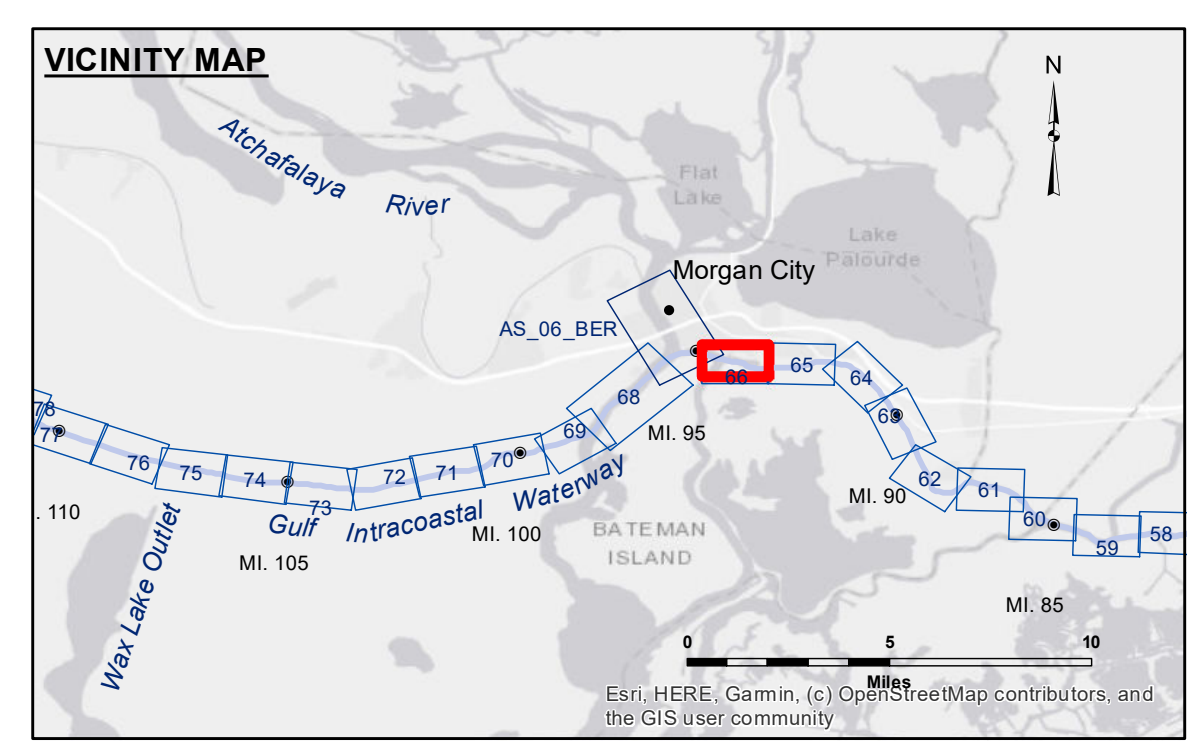 VICINITY MAP
N
Atchafalaya
River
Flat
Lake
Lake
Palourde
Morgan City
AS_06_BER
65
64
66
63
68
MI. 95
69
78
77
76
75
74
73
72
71
70
62
61
60
59
58
MI. 90
Gulf Intracoastal Waterway
Wax Lake Outlet
. 110
MI. 105
MI. 100
BATEMAN
ISLAND
MI. 85
0 5 10
Miles
Esri, HERE, Garmin, (c) OpenStreetMap contributors, and
the GIS user community